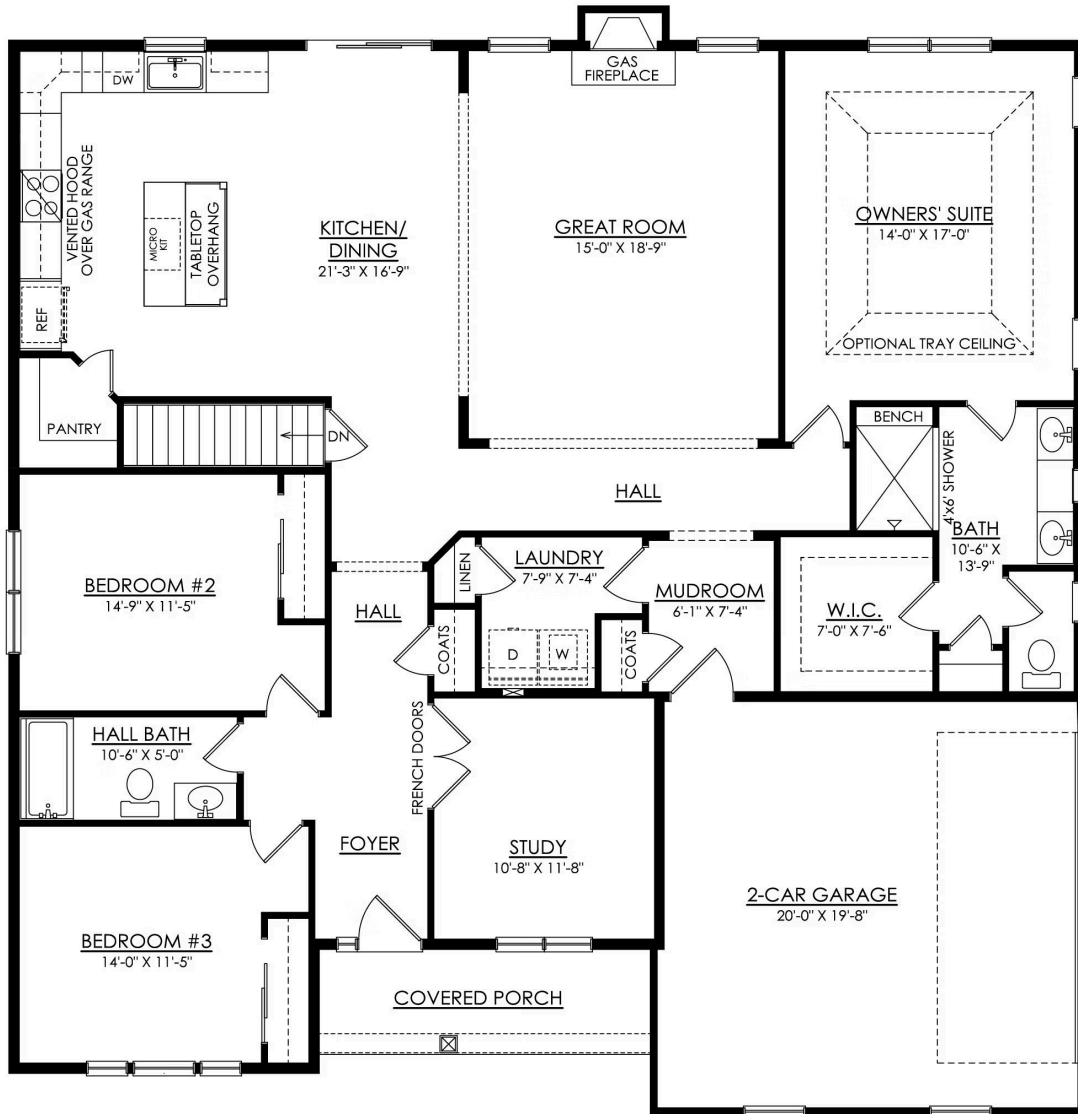 GAS
FIREPLACE
DW
VENTED HOOD
OVER GAS RANGE
MICRO
KIT
TABLETOP
OVERHANG
KITCHEN/
DINING
21'-3" X 16'-9"
GREAT ROOM
15'-0" X 18'-9"
OWNERS' SUITE
14'-0" X 17'-0"
OPTIONAL TRAY CEILING
REF
PANTRY
DN
BENCH
4'x6' SHOWER
HALL
BATH
10'-6" X
13'-9"
BEDROOM #2
14'-9" X 11'-5"
LINEN
LAUNDRY
7'-9" X 7'-4"
MUDROOM
6'-1" X 7'-4"
W.I.C.
7'-0" X 7'-6"
HALL
COATS
D
W
COATS
HALL BATH
10'-6" X 5'-0"
FRENCH DOORS
FOYER
STUDY
10'-8" X 11'-8"
2-CAR GARAGE
20'-0" X 19'-8"
BEDROOM #3
14'-0" X 11'-5"
COVERED PORCH